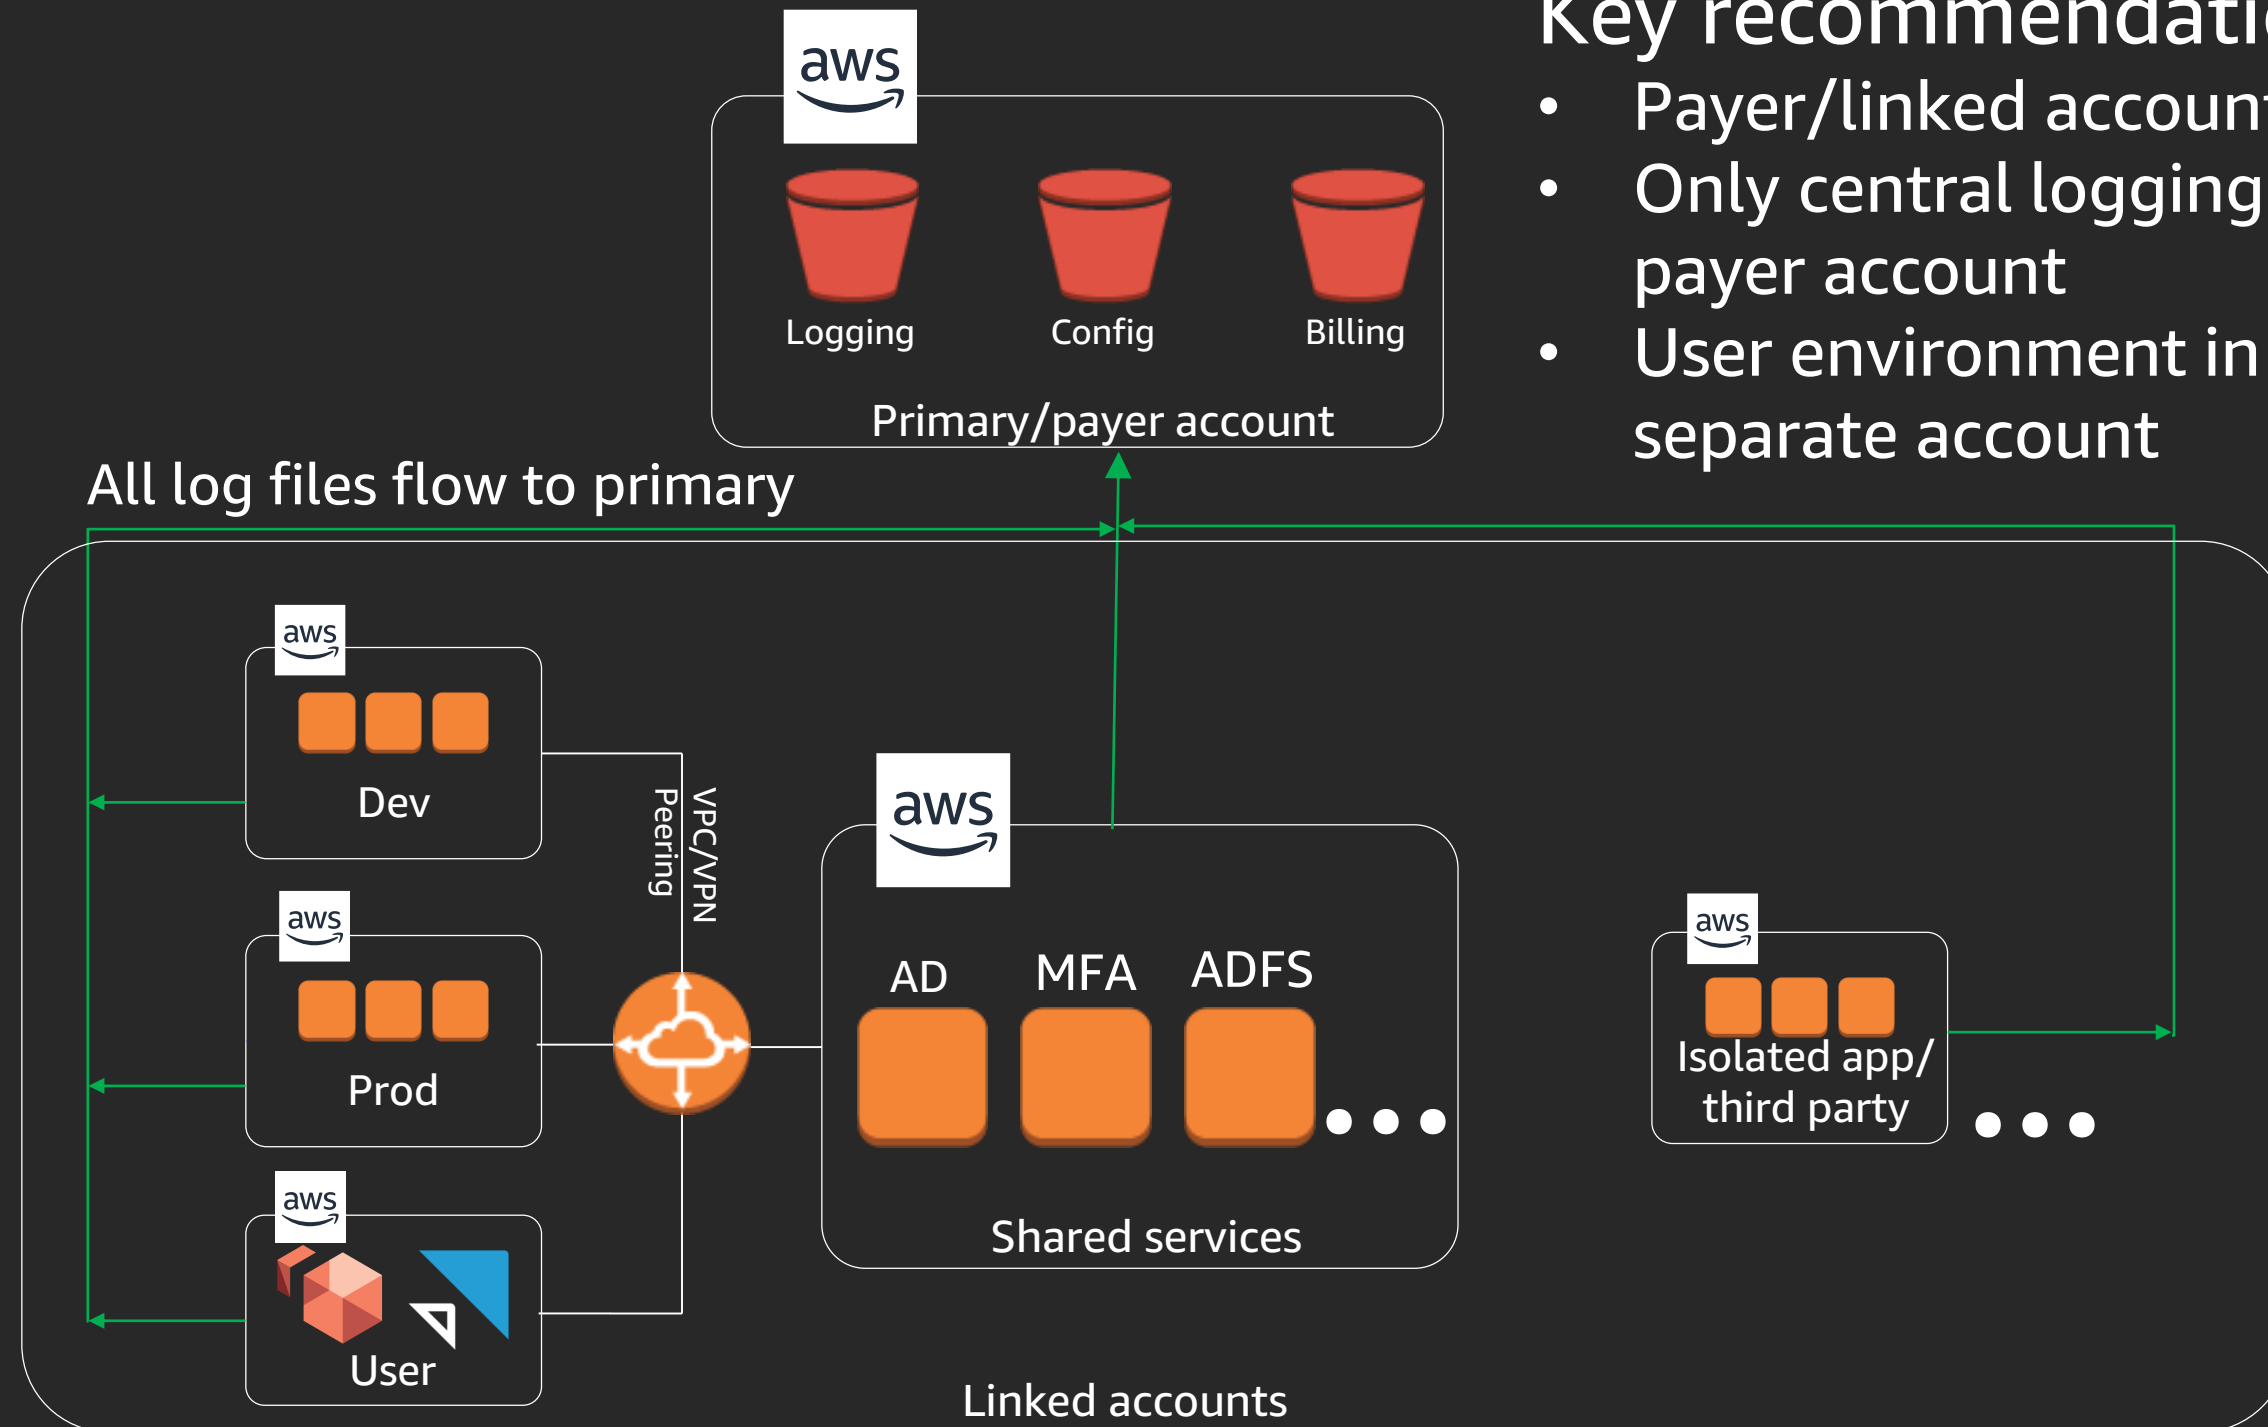 aws
Logging
Config
Billing
Primary/payer account
Key
• Payer/linked
• Only central logging
payer account
• User environment in
separate account
All log files flow to primary
aws
Dev
aws
Prod
aws
User
VPC/VPN
Peering
aws
AD
MFA
ADFS
Shared services
aws
Isolated app/
third party
Linked accounts